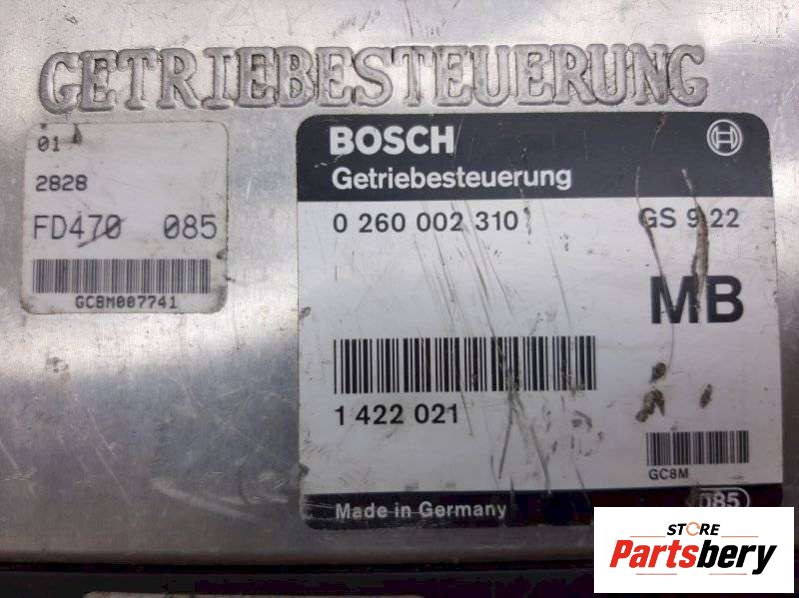 GETRIEBESTEUERUNG
01
2828
FD470 085
GC8M007741
BOSCH
Getriebesteuerung
0 260 002 310 GS 9.22
MB
1 422 021
GC8M
Made in Germany
085
STORE
Partsbery